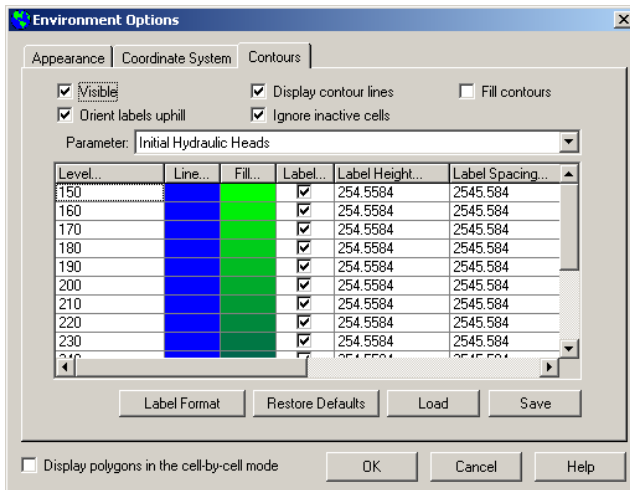 Environment Options
Appearance Coordinate System Contours
Visible Display contour lines Fill contours
Orient labels uphill Ignore inactive cells
Parameter: Initial Hydraulic Heads
Level... Line... Fill... Label... Label Height... Label Spacing...
150 254.5584 2545.584
160 254.5584 2545.584
170 254.5584 2545.584
180 254.5584 2545.584
190 254.5584 2545.584
200 254.5584 2545.584
210 254.5584 2545.584
220 254.5584 2545.584
230 254.5584 2545.584
Label Format Restore Defaults Load Save
Display polygons in the cell-by-cell mode OK Cancel Help